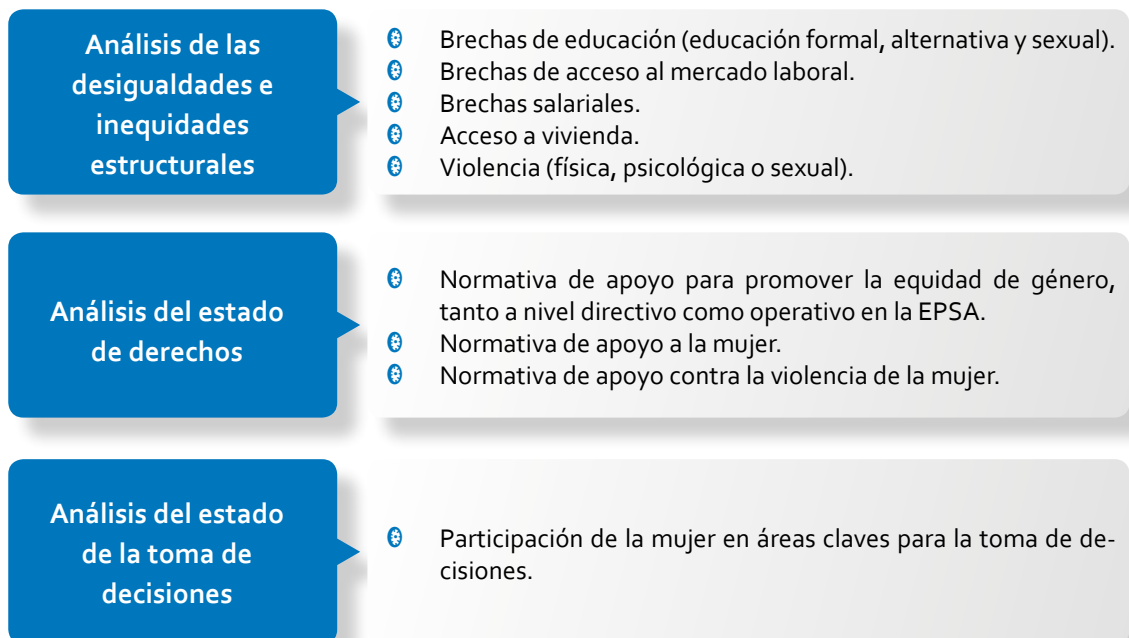 Análisis de las
desigualdades e
inequidades
estructurales
Brechas de educación (educación formal, alternativa y sexual).
Brechas de acceso al mercado laboral.
Brechas salariales.
Acceso a vivienda.
Violencia (física, psicológica o sexual).
Análisis del estado
de derechos
Normativa de apoyo para promover la equidad de género,
tanto a nivel directivo como operativo en la EPSA.
Normativa de apoyo a la mujer.
Normativa de apoyo contra la violencia de la mujer.
Análisis del estado
de la toma de
decisiones
Participación de la mujer en áreas claves para la toma de de-
cisiones.